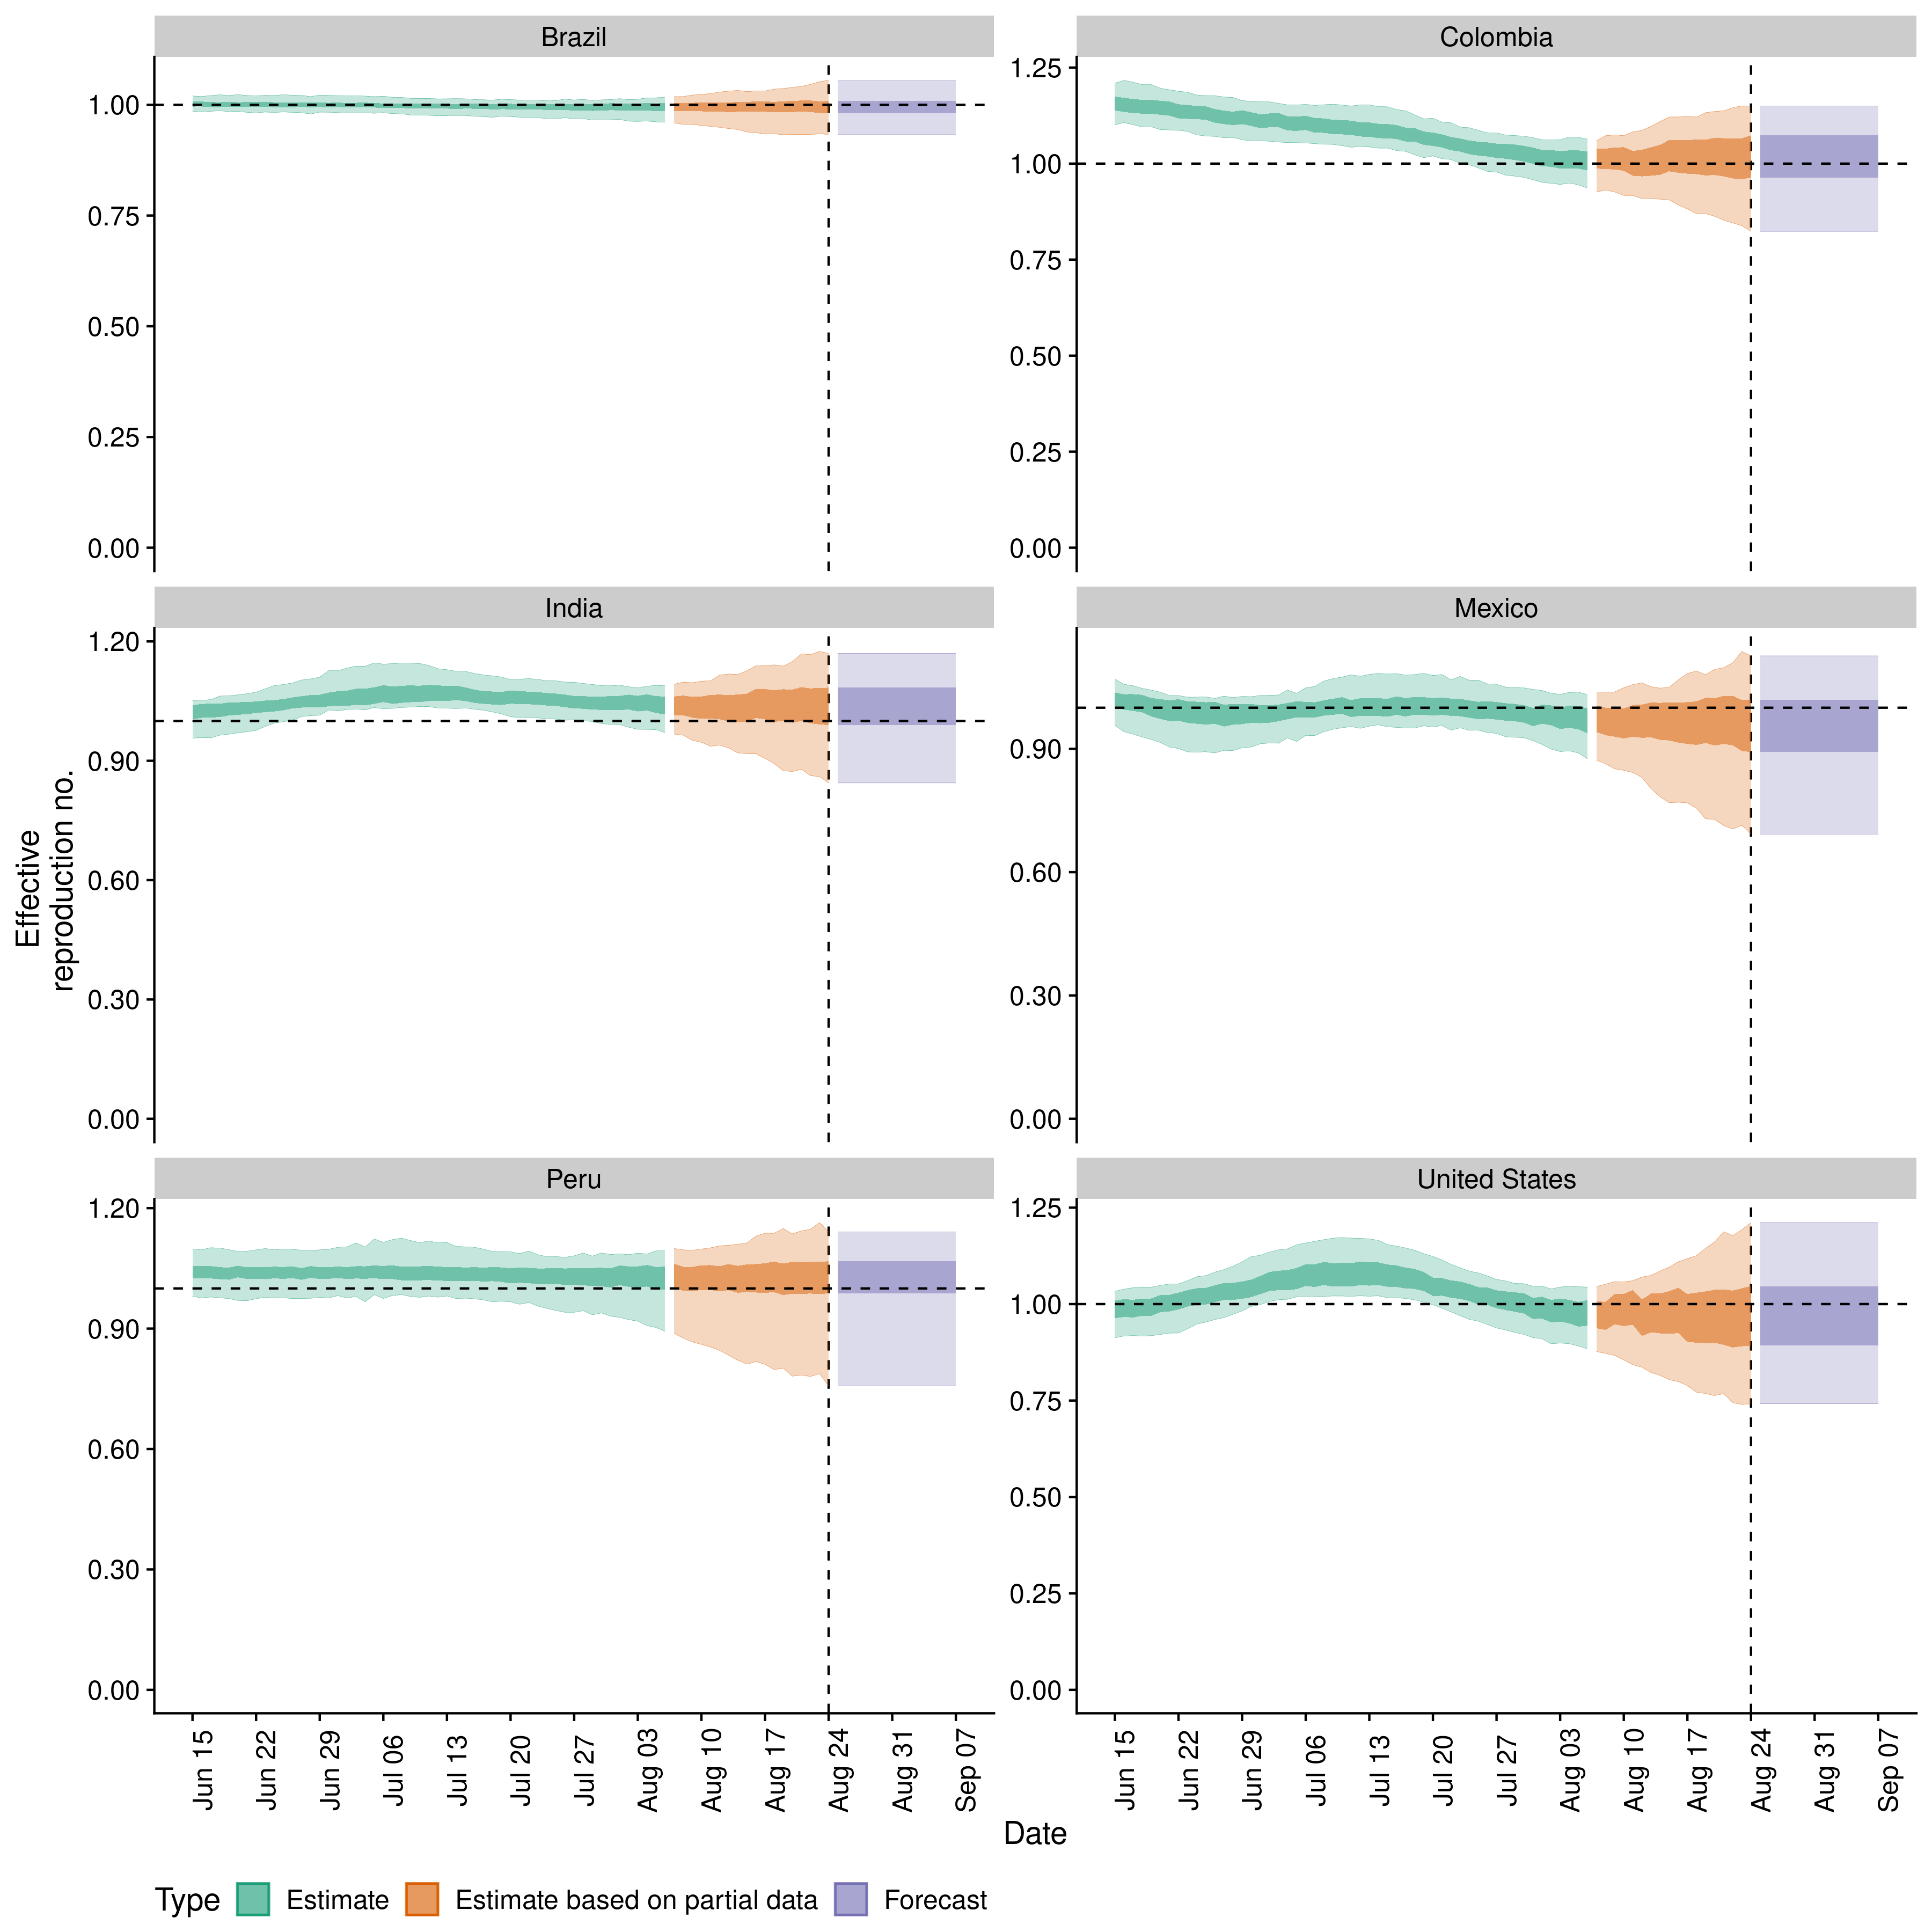 Brazil
Colombia
1.00
0.75
0.50
0.25
0.00
1.25
1.00
0.75
0.50
0.25
0.00
India
Mexico
1.20
0.90
0.60
0.30
0.00
0.90
0.60
0.30
0.00
Effective
reproduction no.
Peru
United States
1.20
0.90
0.60
0.30
0.00
1.25
1.00
0.75
0.50
0.25
0.00
Jun 15
Jun 22
Jun 29
Jul 06
Jul 13
Jul 20
Jul 27
Aug 03
Aug 10
Aug 17
Aug 24
Aug 31
Sep 07
Jun 15
Jun 22
Jun 29
Jul 06
Jul 13
Jul 20
Jul 27
Aug 03
Aug 10
Aug 17
Aug 24
Aug 31
Sep 07
Date
Type Estimate Estimate based on partial data Forecast